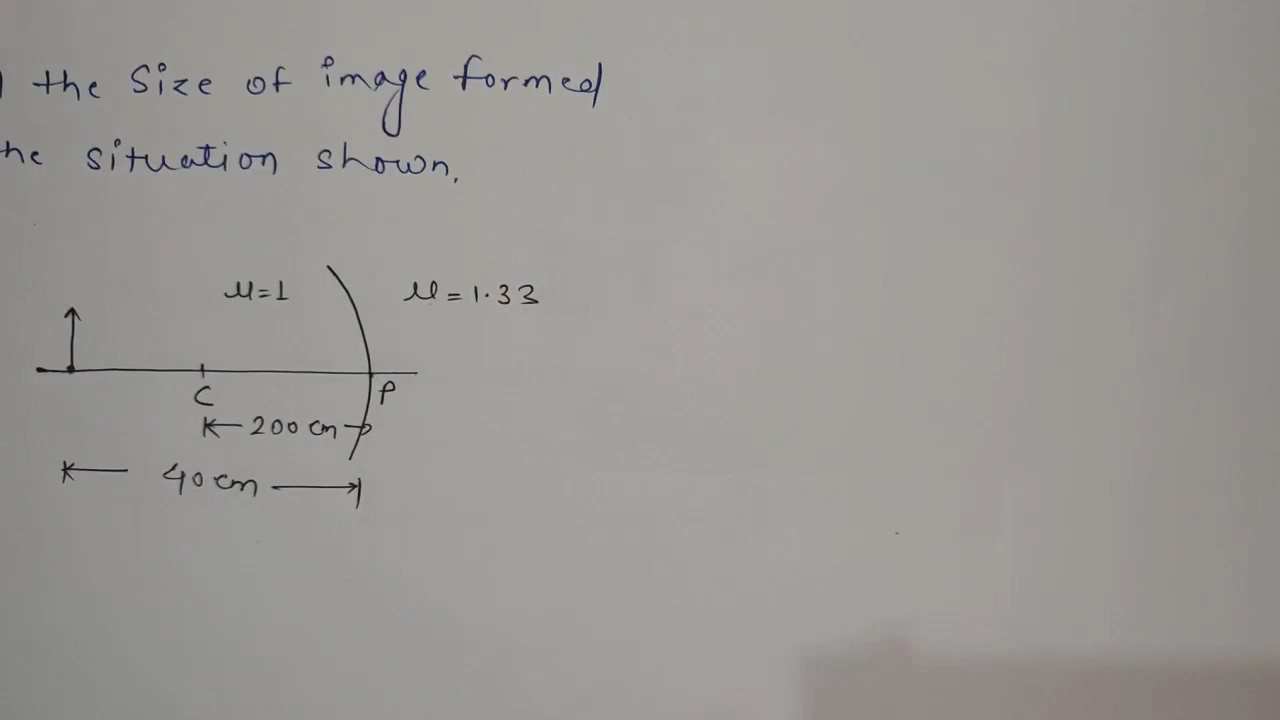 the size of image formed
he situation shown.
μ=1 μ = 1.33
C P
200 cm
40 cm